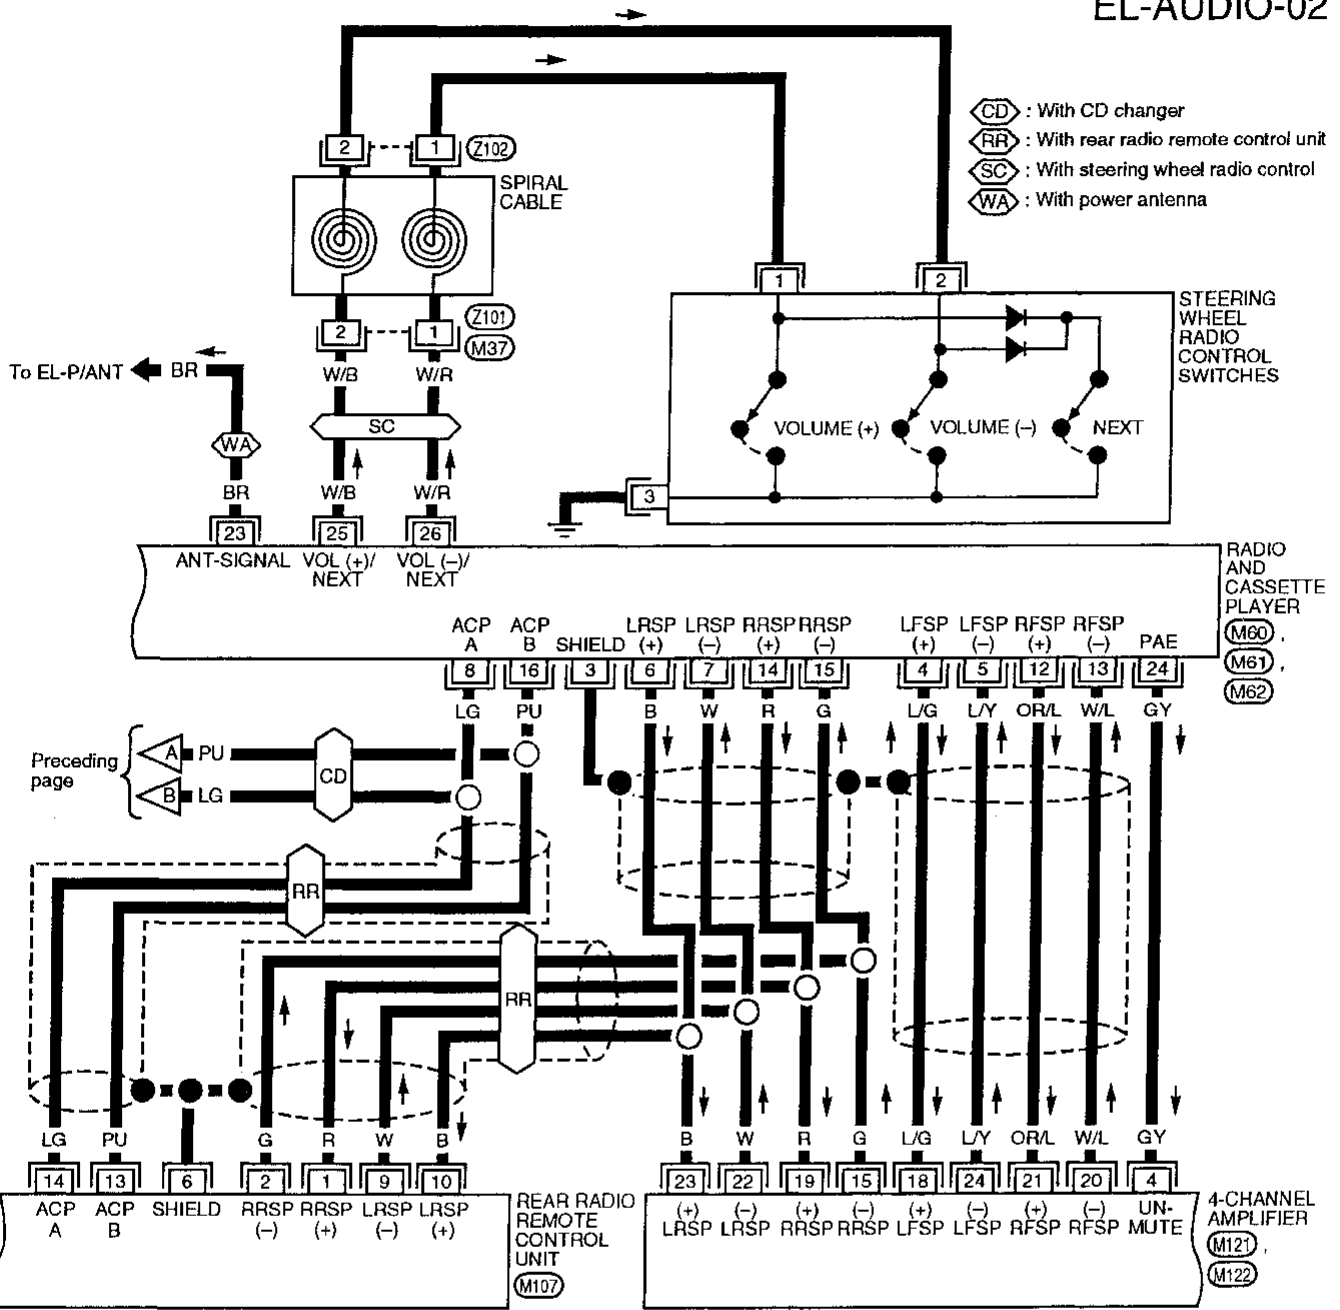 EL-AUDIO-02
CD : With CD changer
RR : With rear radio remote control unit
SC : With steering wheel radio control
WA : With power antenna
2 1 Z102
SPIRAL
CABLE
2 1 Z101
M37
1 2
STEERING
WHEEL
RADIO
CONTROL
SWITCHES
To EL-P/ANT BR
W/B W/R
SC
WA
VOLUME (+) VOLUME (−) NEXT
BR W/B W/R
3
23 25 26
ANT-SIGNAL VOL (+)/ VOL (−)/
NEXT NEXT
RADIO
AND
CASSETTE
PLAYER
M60 ,
M61 ,
M62
ACP ACP LRSP LRSP RRSP RRSP LFSP LFSP RFSP RFSP
A B SHIELD (+) (−) (+) (−) (+) (−) (+) (−) PAE
8 16 3 6 7 14 15 4 5 12 13 24
LG PU B W R G L/G L/Y OR/L W/L GY
Preceding
page
A PU
B LG
CD
RR
RR
LG PU G R W B
14 13 6 2 1 9 10
ACP ACP SHIELD RRSP RRSP LRSP LRSP
A B (−) (+) (−) (+)
REAR RADIO
REMOTE
CONTROL
UNIT
M107
B W R G L/G L/Y OR/L W/L GY
23 22 19 15 18 24 21 20 4
(+) (−) (+) (−) (+) (−) (+) (−) UN-
LRSP LRSP RRSP RRSP LFSP LFSP RFSP RFSP MUTE
4-CHANNEL
AMPLIFIER
M121 ,
M122